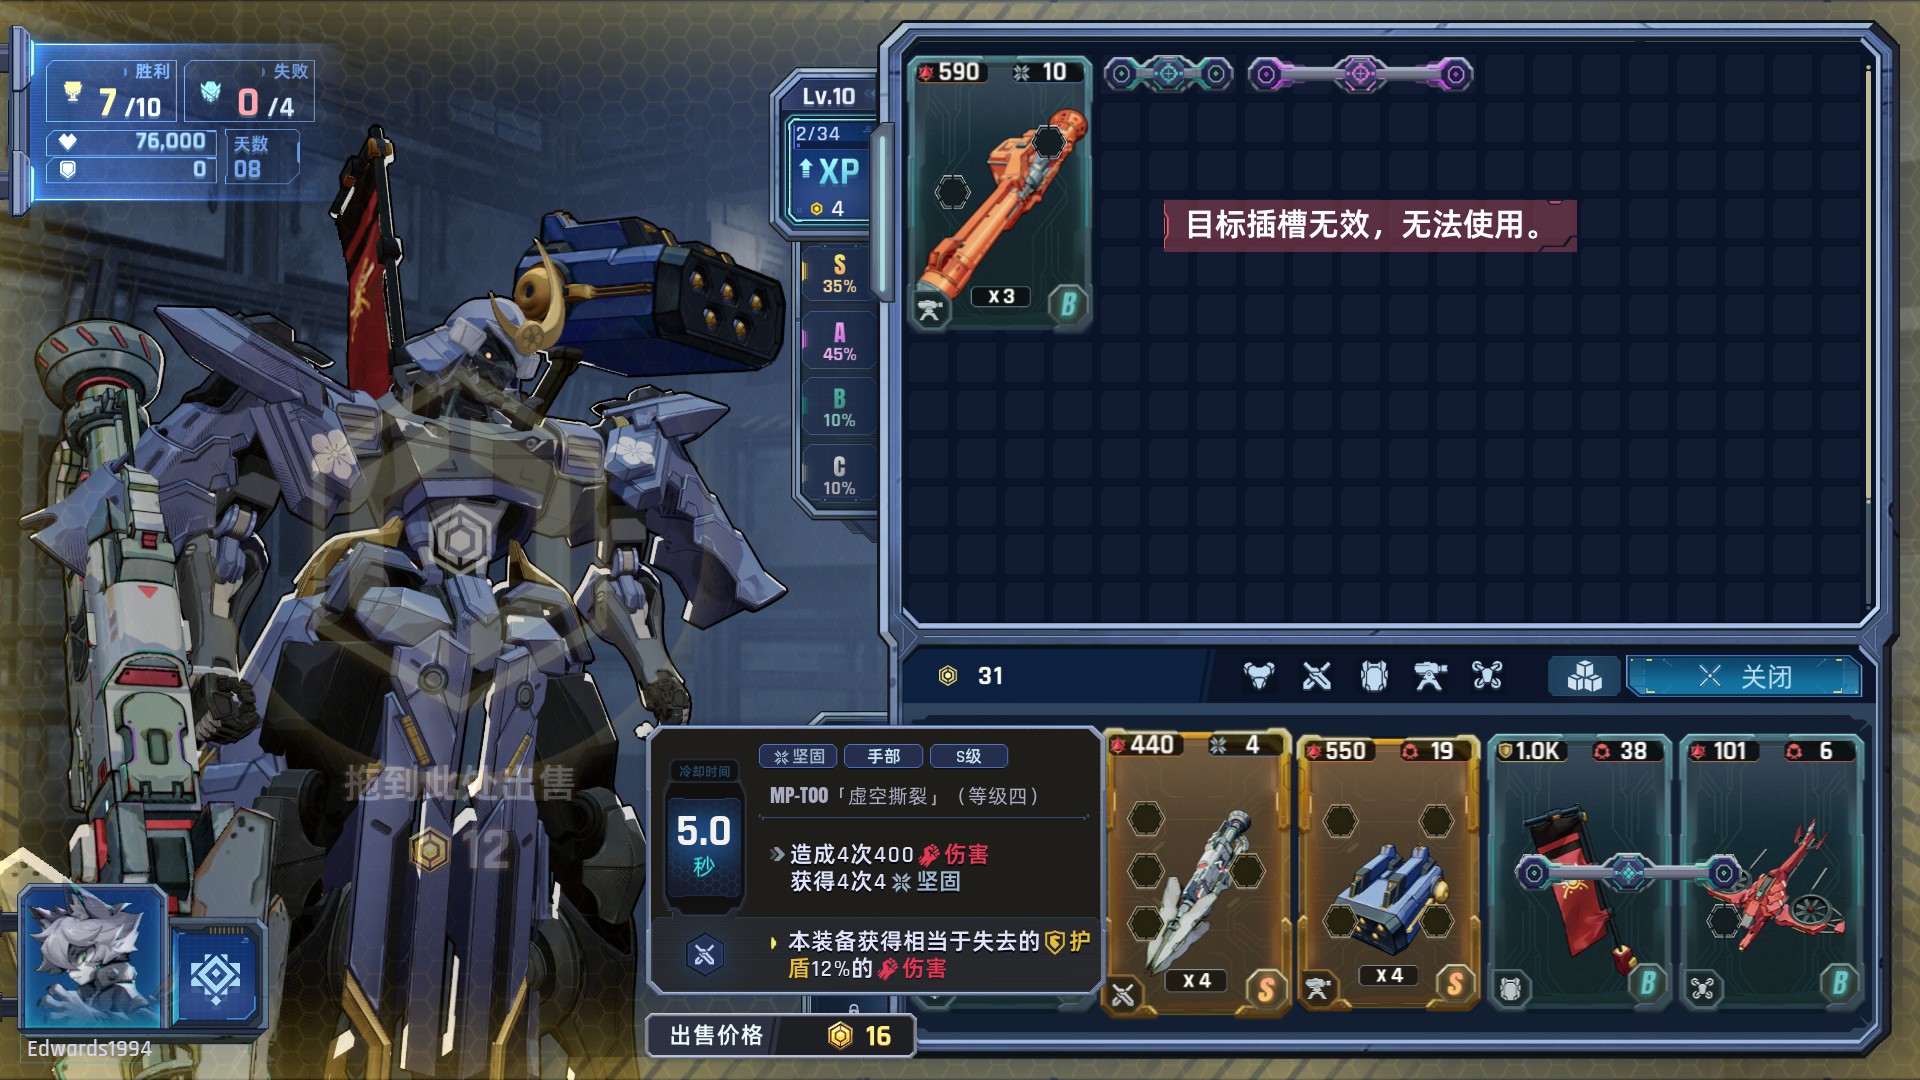 胜利
7 /10
失败
0 /4
76,000
0
天数
08
Lv.10
2/34
XP
4
S
35%
A
45%
B
10%
C
10%
590
10
x3
B
目标插槽无效，无法使用。
31
关闭
拖到此处出售
12
冷却时间
5.0
秒
坚固
手部
S级
MP-T00「虚空撕裂」（等级四）
造成4次400伤害
获得4次4坚固
本装备获得相当于失去的护
盾12%的伤害
出售价格
16
440
4
x4
S
550
19
x4
S
1.0K
38
B
101
6
B
Edwards1994